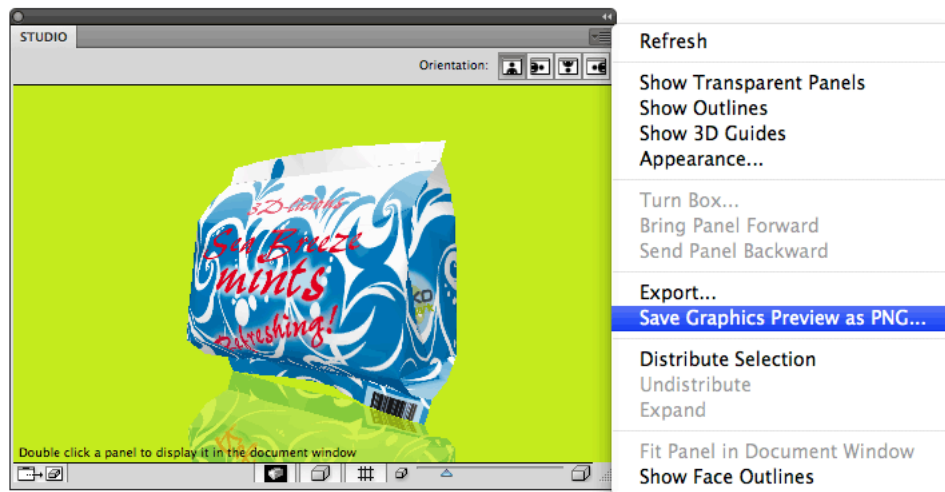 STUDIO
Orientation:
3D-licious
Sea Breeze
mints
Refreshing!
Double click a panel to display it in the document window
Refresh
Show Transparent Panels
Show Outlines
Show 3D Guides
Appearance...
Turn Box...
Bring Panel Forward
Send Panel Backward
Export...
Save Graphics Preview as PNG...
Distribute Selection
Undistribute
Expand
Fit Panel in Document Window
Show Face Outlines